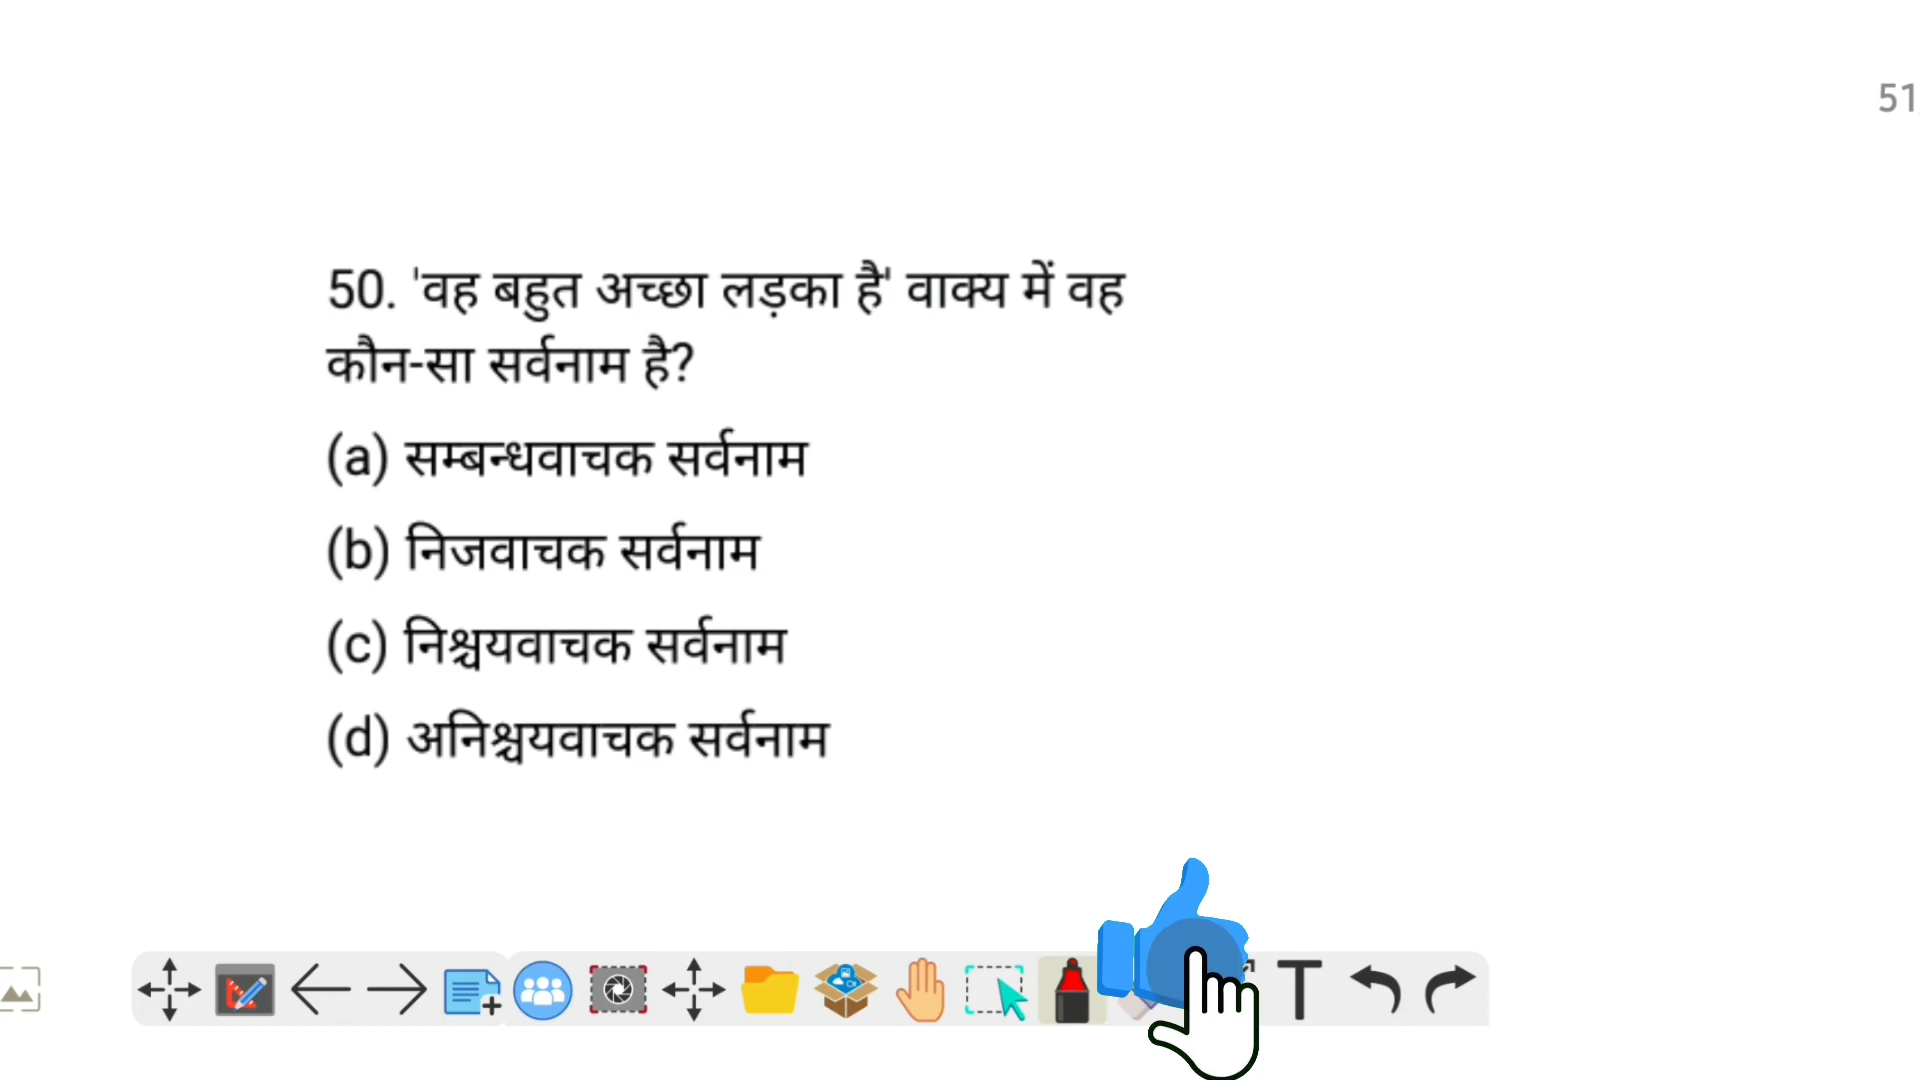 51
50. 'वह बहुत अच्छा लड़का है' वाक्य में वह
कौन-सा सर्वनाम है?
(a) सम्बन्धवाचक सर्वनाम
(b) निजवाचक सर्वनाम
(c) निश्चयवाचक सर्वनाम
(d) अनिश्चयवाचक सर्वनाम
T